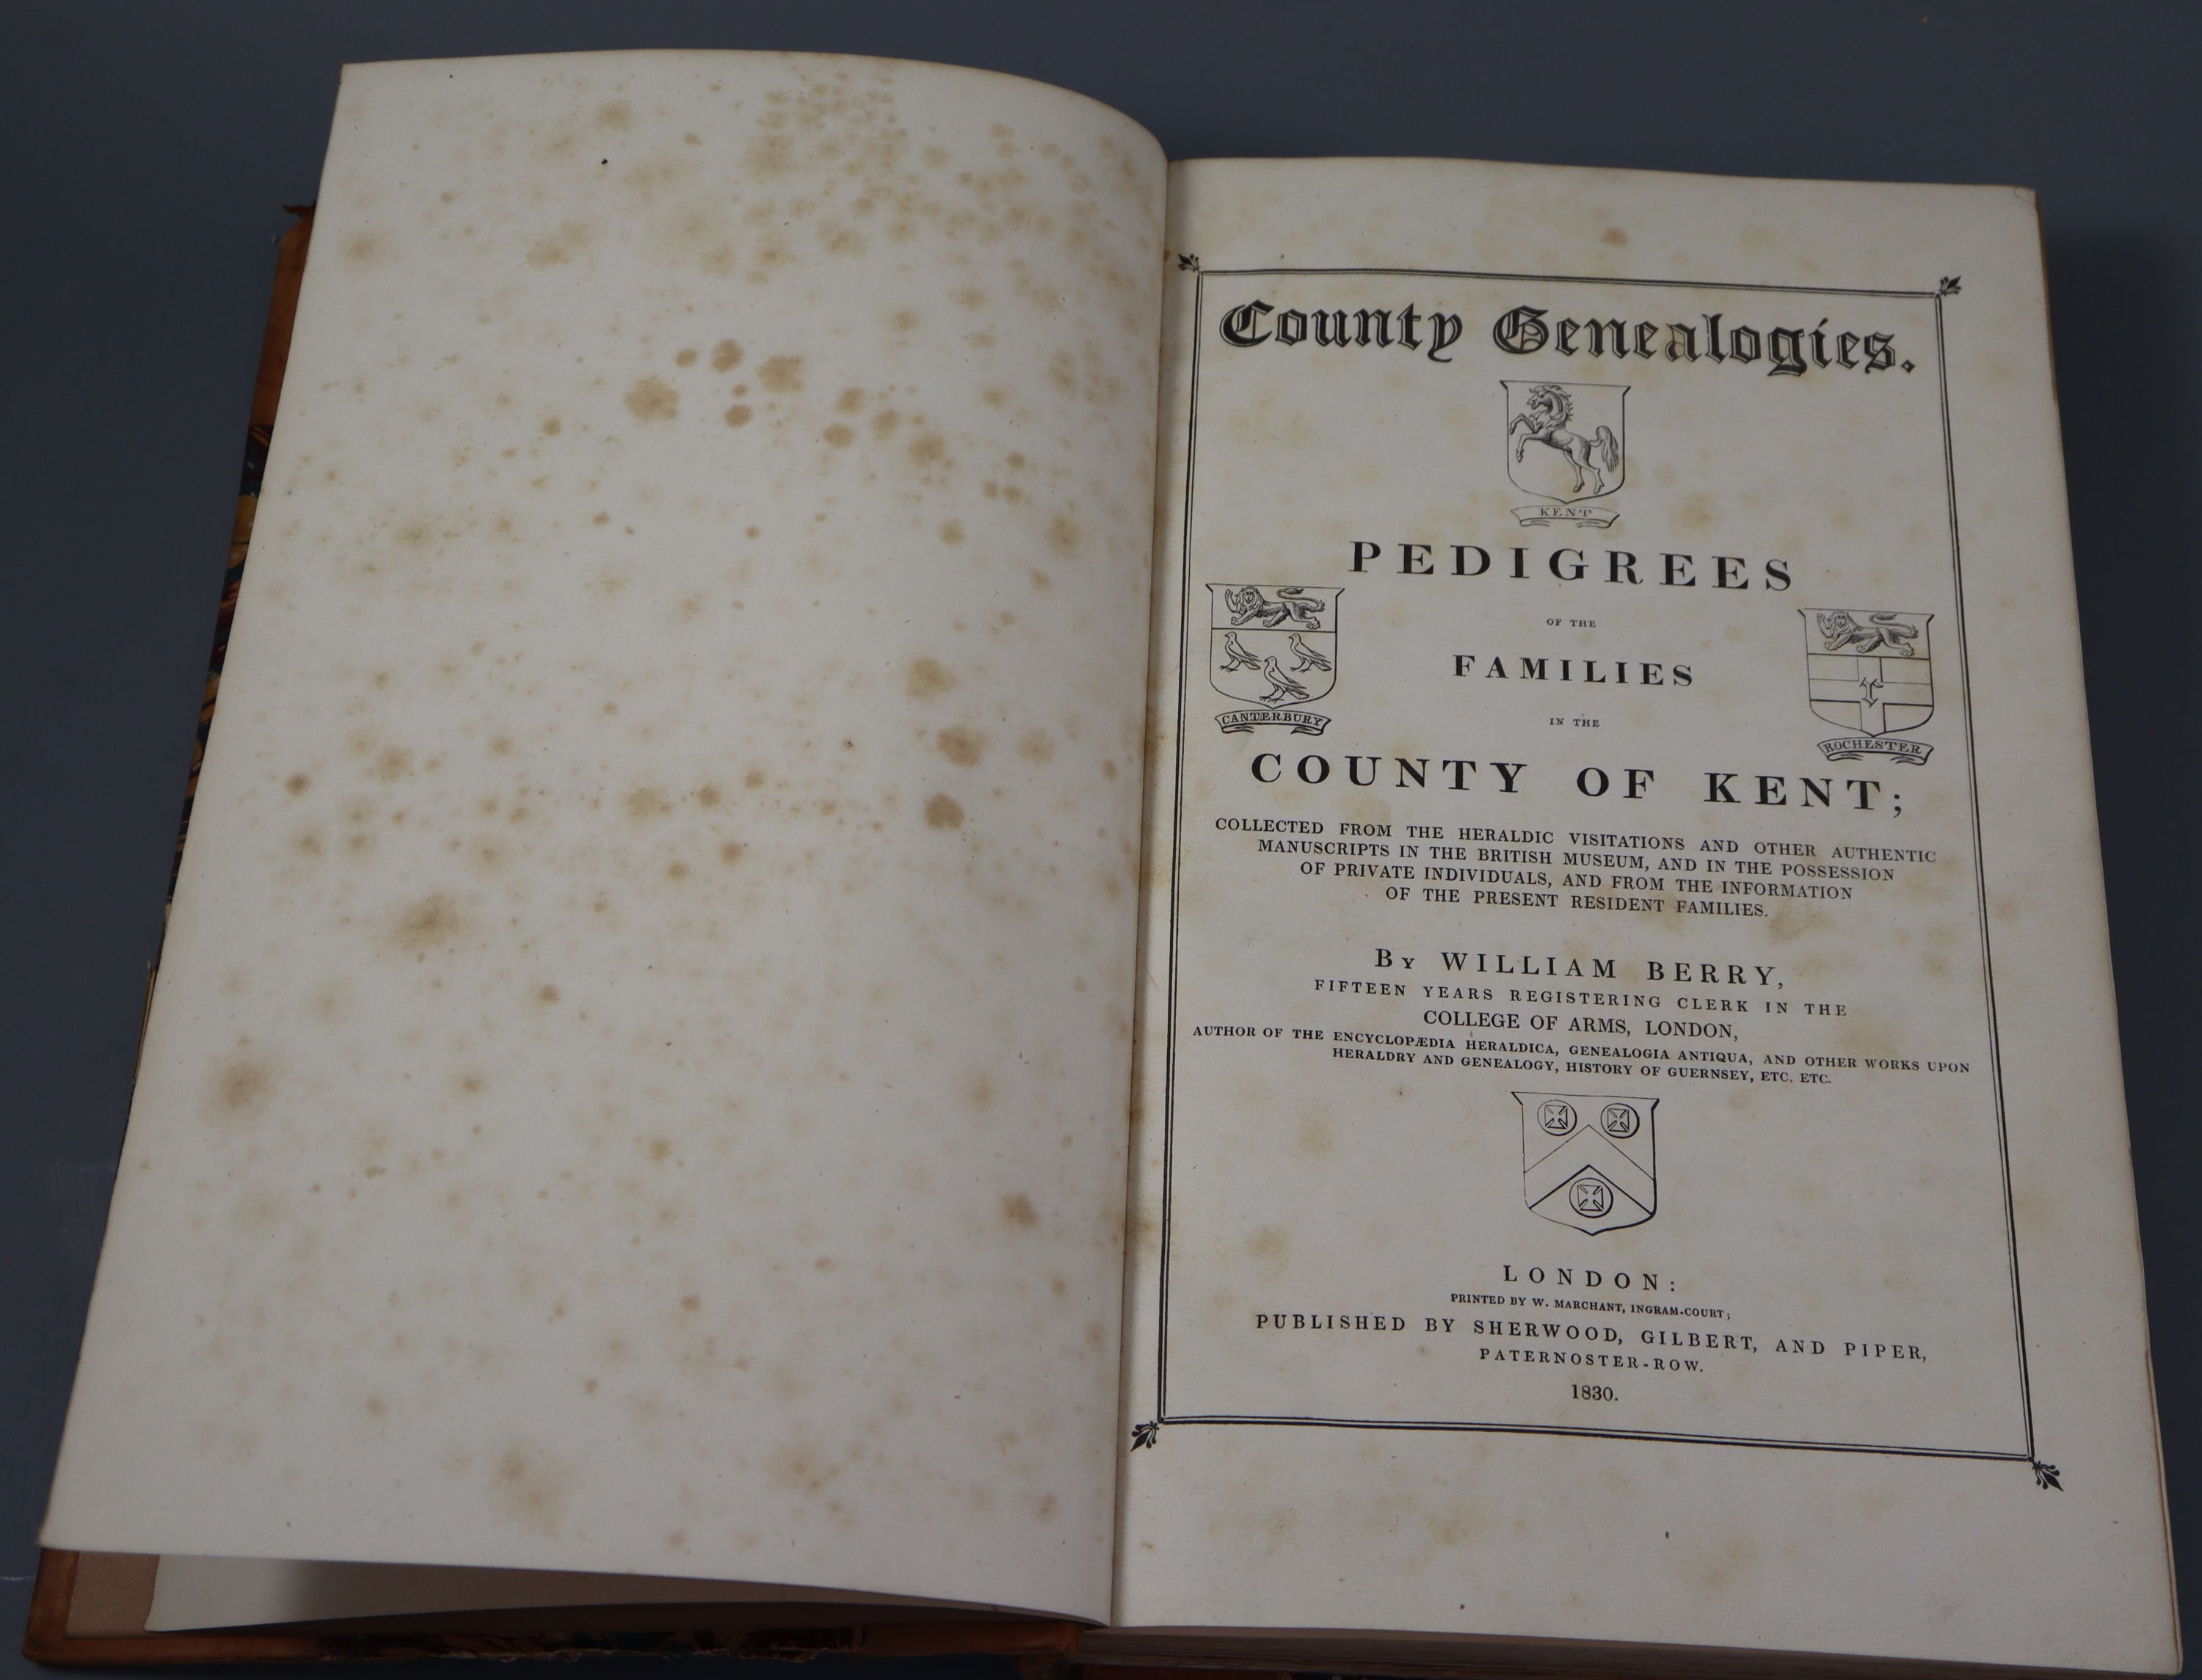 County Genealogies.
KENT
PEDIGREES
OF THE
FAMILIES
IN THE
CANTERBURY
ROCHESTER
COUNTY OF KENT;
COLLECTED FROM THE HERALDIC VISITATIONS AND OTHER AUTHENTIC
MANUSCRIPTS IN THE BRITISH MUSEUM, AND IN THE POSSESSION
OF PRIVATE INDIVIDUALS, AND FROM THE INFORMATION
OF THE PRESENT RESIDENT FAMILIES.
BY WILLIAM BERRY,
FIFTEEN YEARS REGISTERING CLERK IN THE
COLLEGE OF ARMS, LONDON,
AUTHOR OF THE ENCYCLOPÆDIA HERALDICA, GENEALOGIA ANTIQUA, AND OTHER WORKS UPON
HERALDRY AND GENEALOGY, HISTORY OF GUERNSEY, ETC. ETC.
LONDON:
PRINTED BY W. MARCHANT, INGRAM-COURT;
PUBLISHED BY SHERWOOD, GILBERT, AND PIPER,
PATERNOSTER-ROW.
1830.